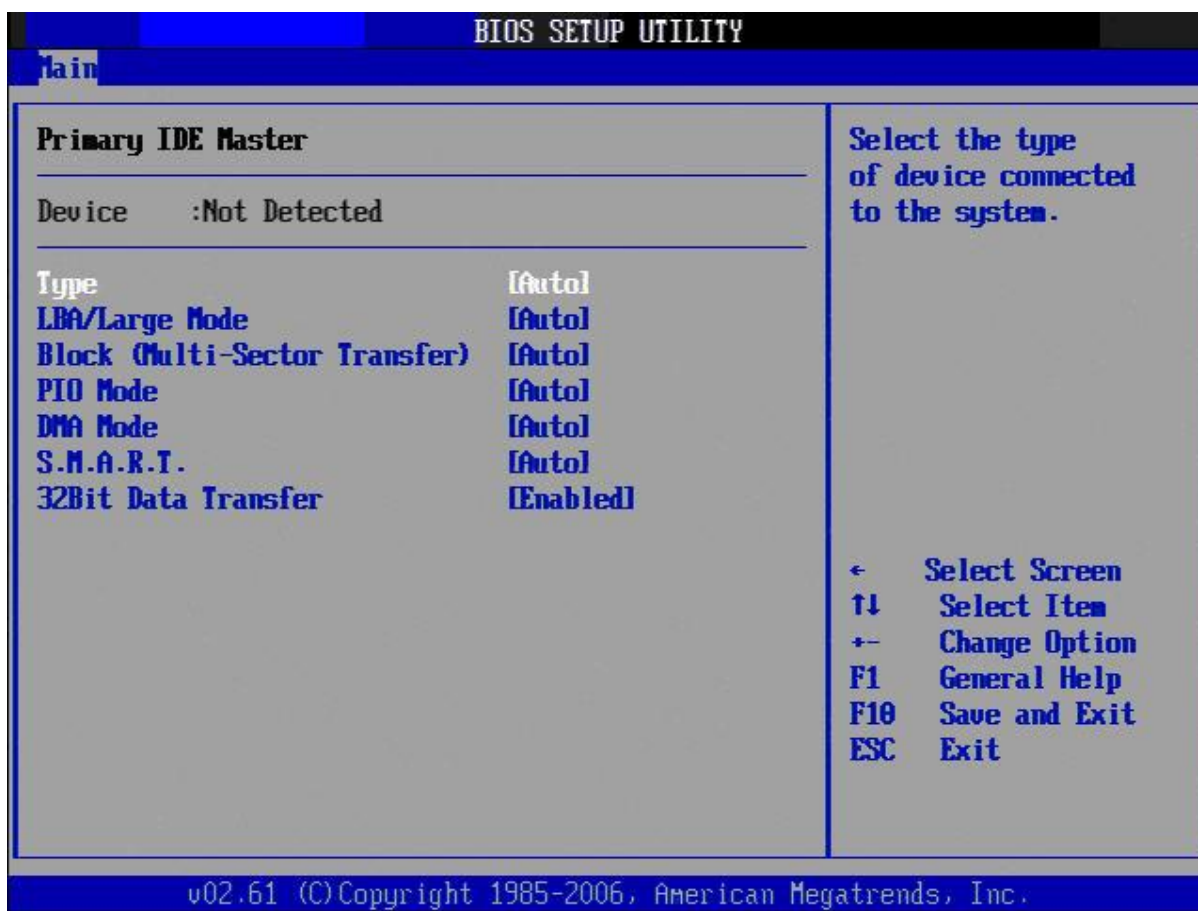 BIOS SETUP UTILITY
Main
Primary IDE Master
Device :Not Detected
Type [Auto]
LBA/Large Mode [Auto]
Block (Multi-Sector Transfer) [Auto]
PIO Mode [Auto]
DMA Mode [Auto]
S.M.A.R.T. [Auto]
32Bit Data Transfer [Enabled]
Select the type
of device connected
to the system.
← Select Screen
↑↓ Select Item
+- Change Option
F1 General Help
F10 Save and Exit
ESC Exit
v02.61 (C)Copyright 1985-2006, American Megatrends, Inc.